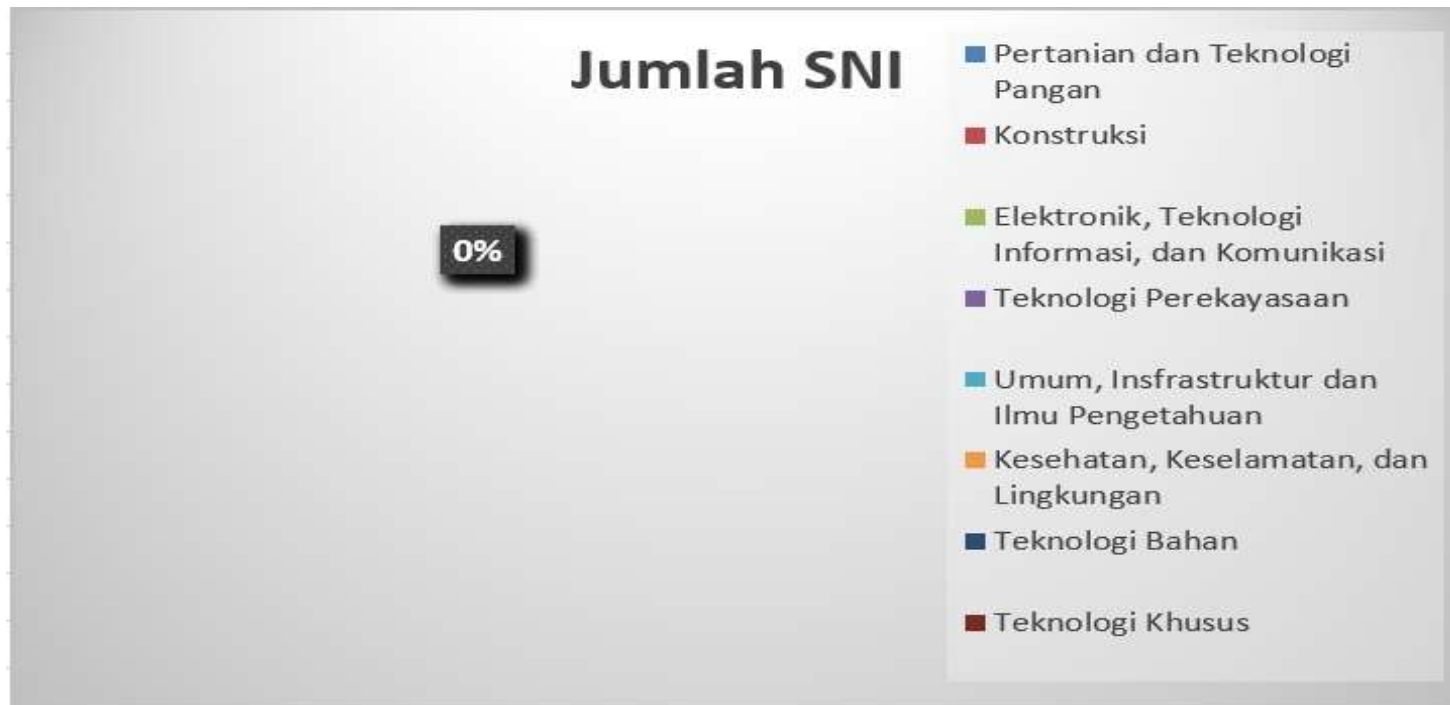 Jumlah SNI
0%
Pertanian dan Teknologi
Pangan
Konstruksi
Elektronik, Teknologi
Informasi, dan Komunikasi
Teknologi Perekayasaan
Umum, Insfrastruktur dan
Ilmu Pengetahuan
Kesehatan, Keselamatan, dan
Lingkungan
Teknologi Bahan
Teknologi Khusus